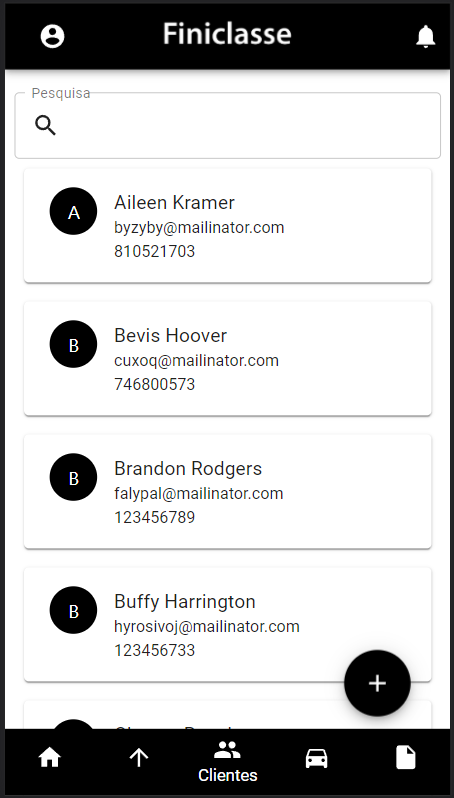 Finiclasse
Pesquisa
A
Aileen Kramer
byzyby@mailinator.com
810521703
B
Bevis Hoover
cuxoq@mailinator.com
746800573
B
Brandon Rodgers
falypal@mailinator.com
123456789
B
Buffy Harrington
hyrosivoj@mailinator.com
123456733
Clientes